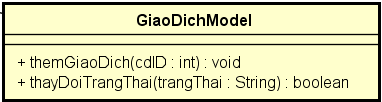 GiaoDichModel
+ themGiaoDich(cdID : int) : void
+ thayDoiTrangThai(trangThai : String) : boolean